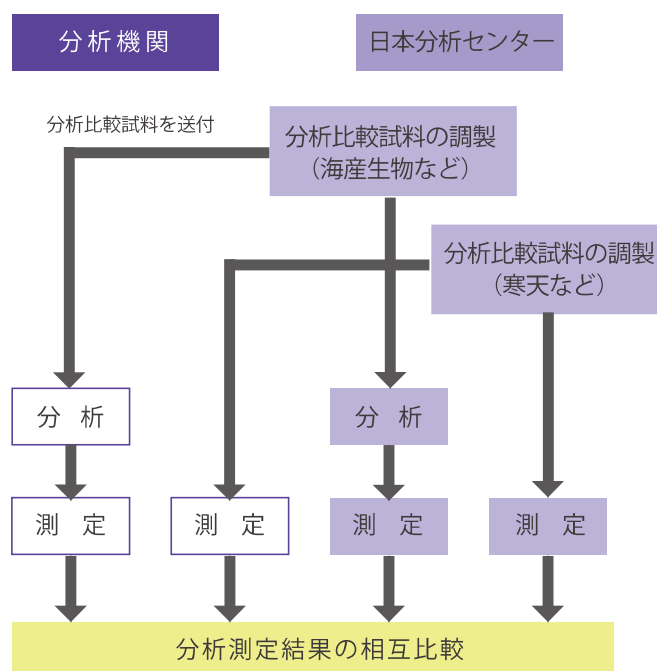 分析機関
日本分析センター
分析比較試料を送付
分析比較試料の調製
（海産生物など）
分析比較試料の調製
（寒天など）
分 析
分 析
測 定
測 定
測 定
測 定
分析測定結果の相互比較